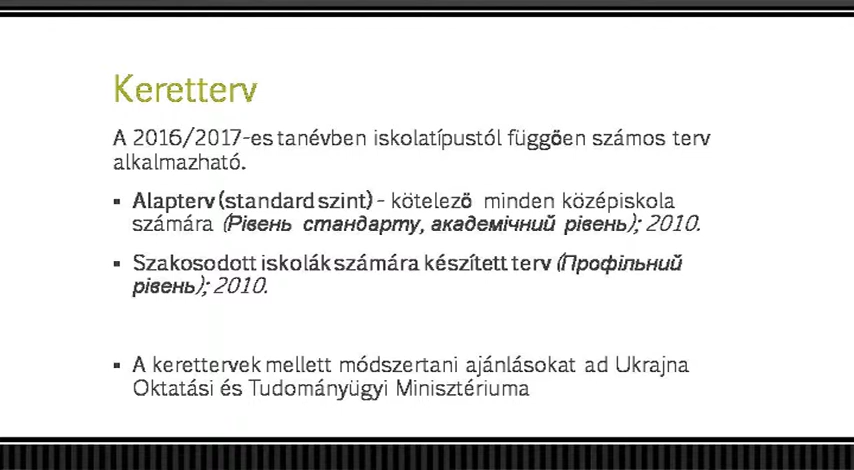 Keretterv
A 2016/2017-es tanévben iskolatípustól függően számos terv
alkalmazható.
▪ Alapterv (standard szint) - kötelező minden középiskola
számára (Рівень стандарту, академічний рівень); 2010.
▪ Szakosodott iskolák számára készített terv (Профільний
рівень); 2010.
▪ A kerettervek mellett módszertani ajánlásokat ad Ukrajna
Oktatási és Tudományügyi Minisztériuma